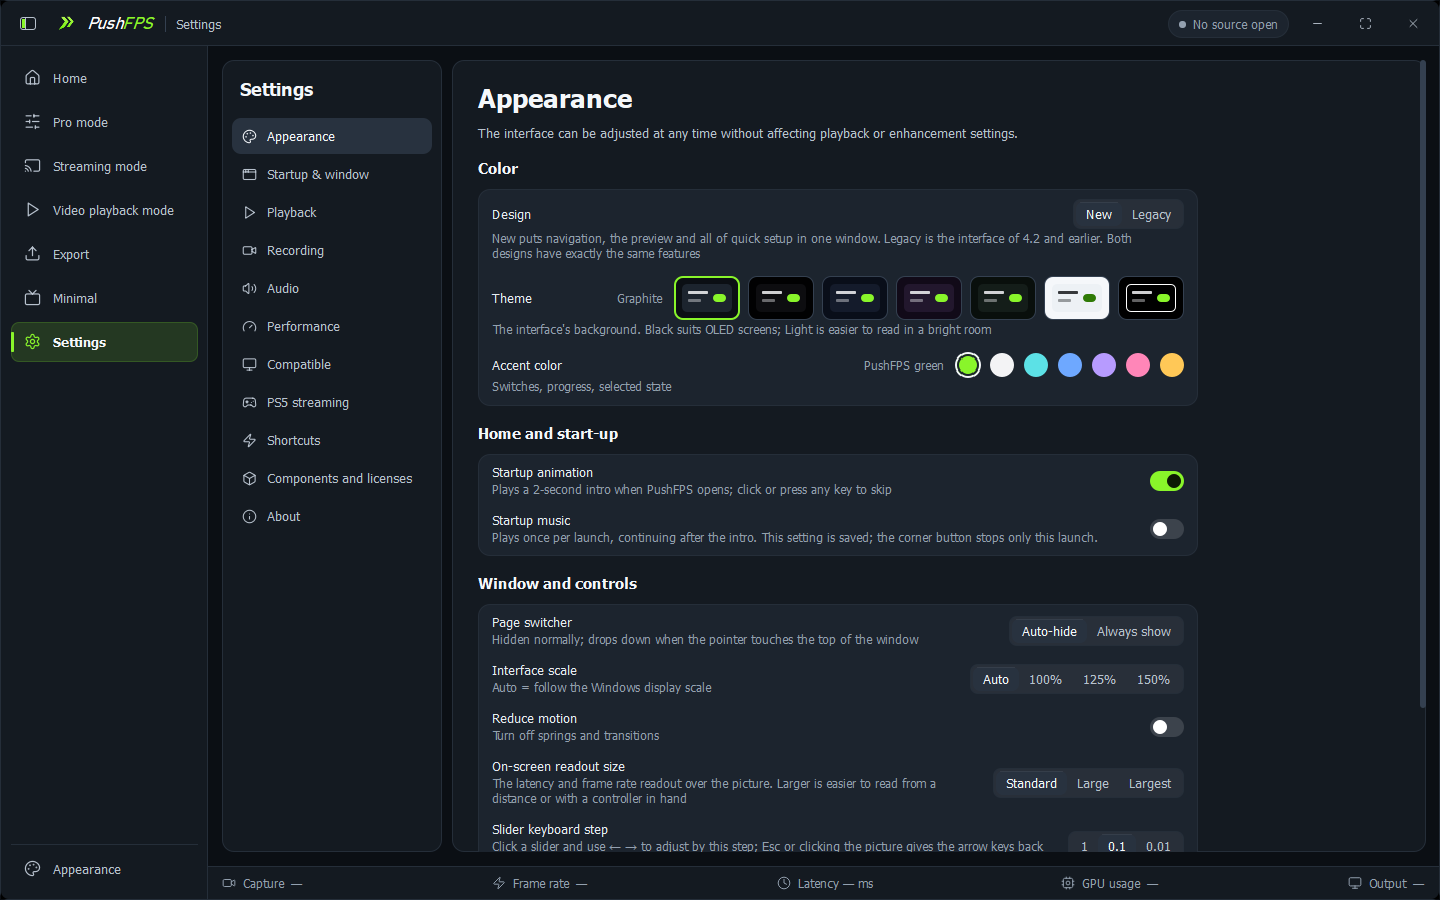 PushFPS Settings No source open
Home
Pro mode
Streaming mode
Video playback mode
Export
Minimal
Settings
Appearance
Settings
Appearance
Startup & window
Playback
Recording
Audio
Performance
Compatible
PS5 streaming
Shortcuts
Components and licenses
About
Appearance
The interface can be adjusted at any time without affecting playback or enhancement settings.
Color
Design New Legacy
New puts navigation, the preview and all of quick setup in one window. Legacy is the interface of 4.2 and earlier. Both
designs have exactly the same features
Theme Graphite
The interface's background. Black suits OLED screens; Light is easier to read in a bright room
Accent color PushFPS green
Switches, progress, selected state
Home and start-up
Startup animation
Plays a 2-second intro when PushFPS opens; click or press any key to skip
Startup music
Plays once per launch, continuing after the intro. This setting is saved; the corner button stops only this launch.
Window and controls
Page switcher
Hidden normally; drops down when the pointer touches the top of the window
Auto-hide Always show
Interface scale
Auto = follow the Windows display scale
Auto 100% 125% 150%
Reduce motion
Turn off springs and transitions
On-screen readout size
The latency and frame rate readout over the picture. Larger is easier to read from a
distance or with a controller in hand
Standard Large Largest
Slider keyboard step
Click a slider and use ← → to adjust by this step; Esc or clicking the picture gives the arrow keys back
1 0.1 0.01
Capture — Frame rate — Latency — ms GPU usage — Output —